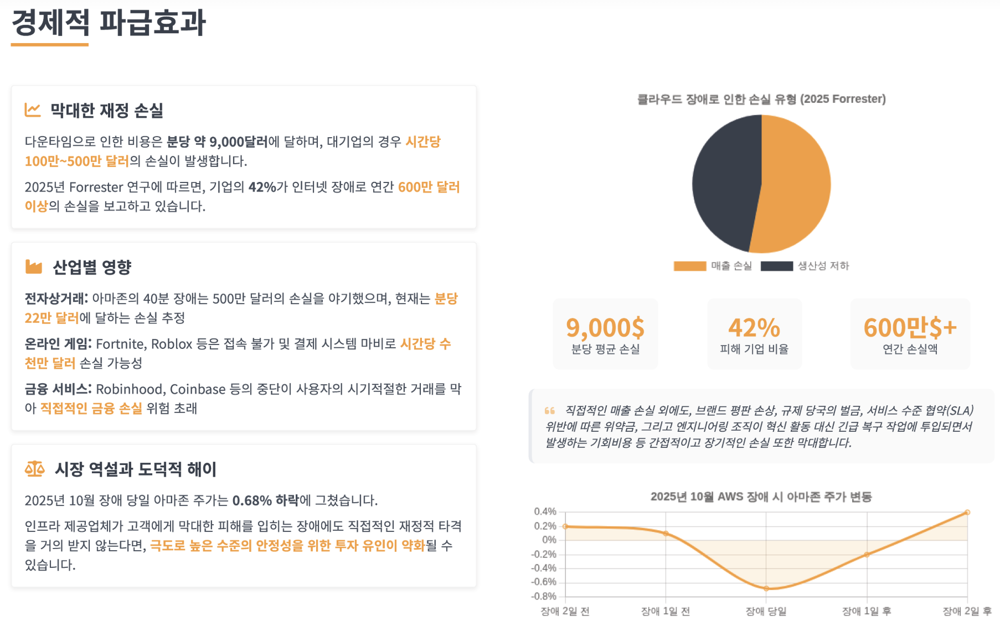 경제적 파급효과
막대한 재정 손실
다운타임으로 인한 비용은 분당 약 9,000달러에 달하며, 대기업의 경우 시간당
100만~500만 달러의 손실이 발생합니다.
2025년 Forrester 연구에 따르면, 기업의 42%가 인터넷 장애로 연간 600만 달러
이상의 손실을 보고하고 있습니다.
산업별 영향
전자상거래: 아마존의 40분 장애는 500만 달러의 손실을 야기했으며, 현재는 분당
22만 달러에 달하는 손실 추정
온라인 게임: Fortnite, Roblox 등은 접속 불가 및 결제 시스템 마비로 시간당 수
천만 달러 손실 가능성
금융 서비스: Robinhood, Coinbase 등의 중단이 사용자의 시기적절한 거래를 막
아 직접적인 금융 손실 위험 초래
시장 역설과 도덕적 해이
2025년 10월 장애 당일 아마존 주가는 0.68% 하락에 그쳤습니다.
인프라 제공업체가 고객에게 막대한 피해를 입히는 장애에도 직접적인 재정적 타격
을 거의 받지 않는다면, 극도로 높은 수준의 안정성을 위한 투자 유인이 약화될 수
있습니다.
클라우드 장애로 인한 손실 유형 (2025 Forrester)
매출 손실 생산성 저하
9,000$ 42% 600만$+
분당 평균 손실 피해 기업 비율 연간 손실액
“ 직접적인 매출 손실 외에도, 브랜드 평판 손상, 규제 당국의 벌금, 서비스 수준 협약(SLA)
위반에 따른 위약금, 그리고 엔지니어링 조직이 혁신 활동 대신 긴급 복구 작업에 투입되면서
발생하는 기회비용 등 간접적이고 장기적인 손실 또한 막대합니다.
2025년 10월 AWS 장애 시 아마존 주가 변동
0.4%
0.2%
0%
-0.2%
-0.4%
-0.6%
-0.8%
장애 2일 전 장애 1일 전 장애 당일 장애 1일 후 장애 2일 후